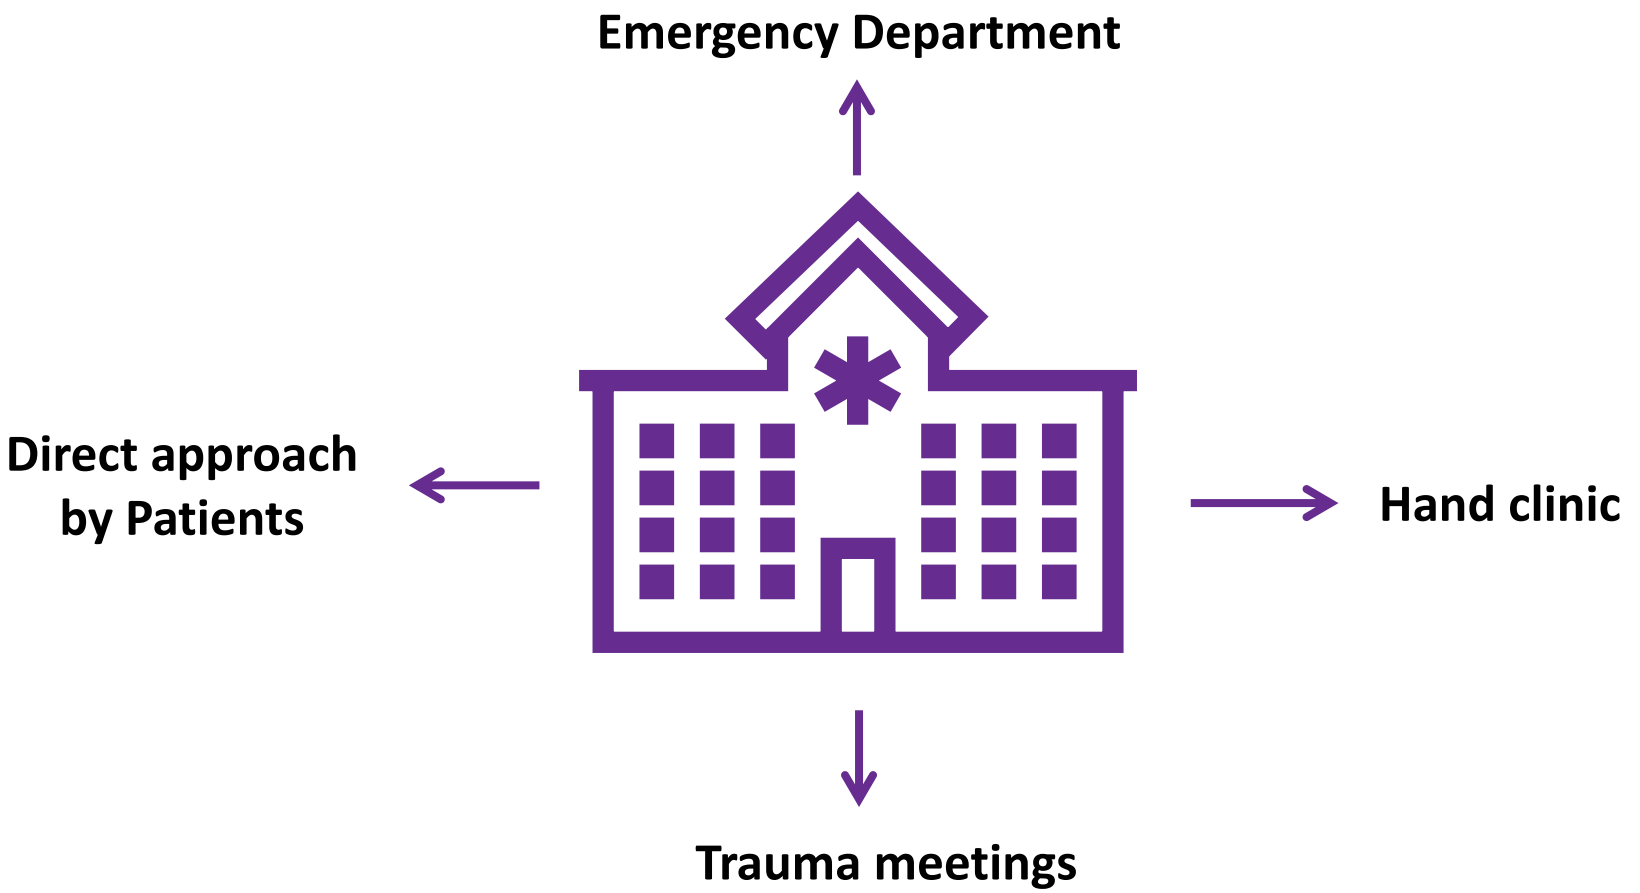 Emergency Department
Direct approach
by Patients
Hand clinic
Trauma meetings